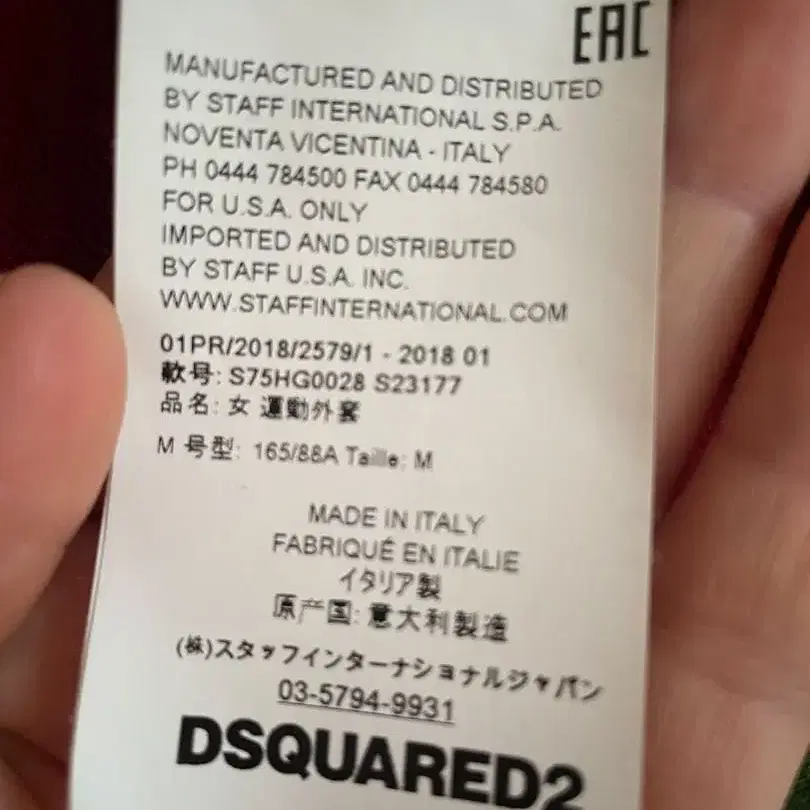 EAC
MANUFACTURED AND DISTRIBUTED
BY STAFF INTERNATIONAL S.P.A.
NOVENTA VICENTINA - ITALY
PH 0444 784500 FAX 0444 784580
FOR U.S.A. ONLY
IMPORTED AND DISTRIBUTED
BY STAFF U.S.A. INC.
WWW.STAFFINTERNATIONAL.COM
01PR/2018/2579/1 - 2018 01
款号: S75HG0028 S23177
品名: 女 運動外套
M 号型: 165/88A Taille: M
MADE IN ITALY
FABRIQUÉ EN ITALIE
イタリア製
原产国: 意大利製造
(株)スタッフインターナショナルジャパン
03-5794-9931
DSQUARED2